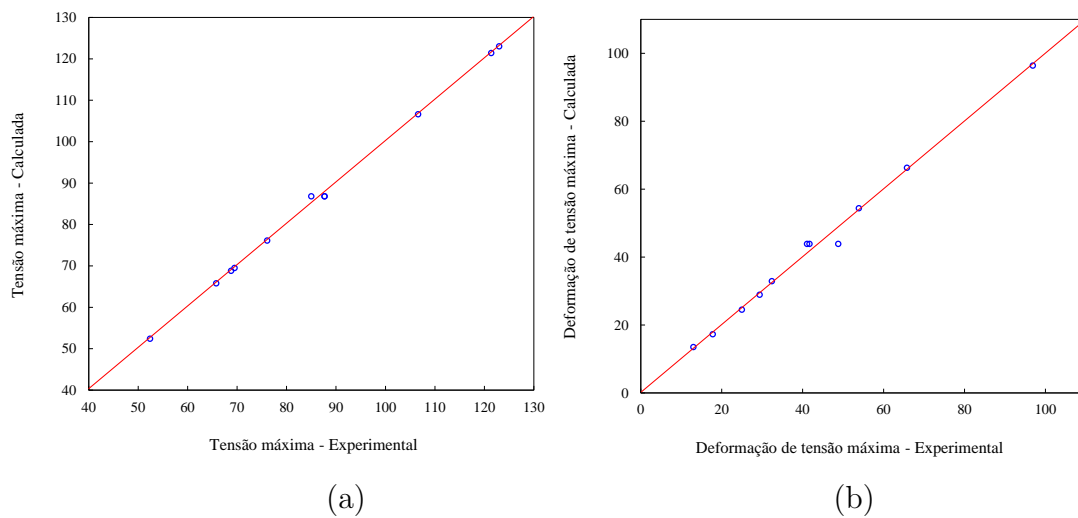 130
120
110
100
90
80
70
60
50
40
40 50 60 70 80 90 100 110 120 130
Tensão máxima - Calculada
Tensão máxima - Experimental
(a)
100
80
60
40
20
0
0 20 40 60 80 100
Deformação de tensão máxima - Calculada
Deformação de tensão máxima - Experimental
(b)